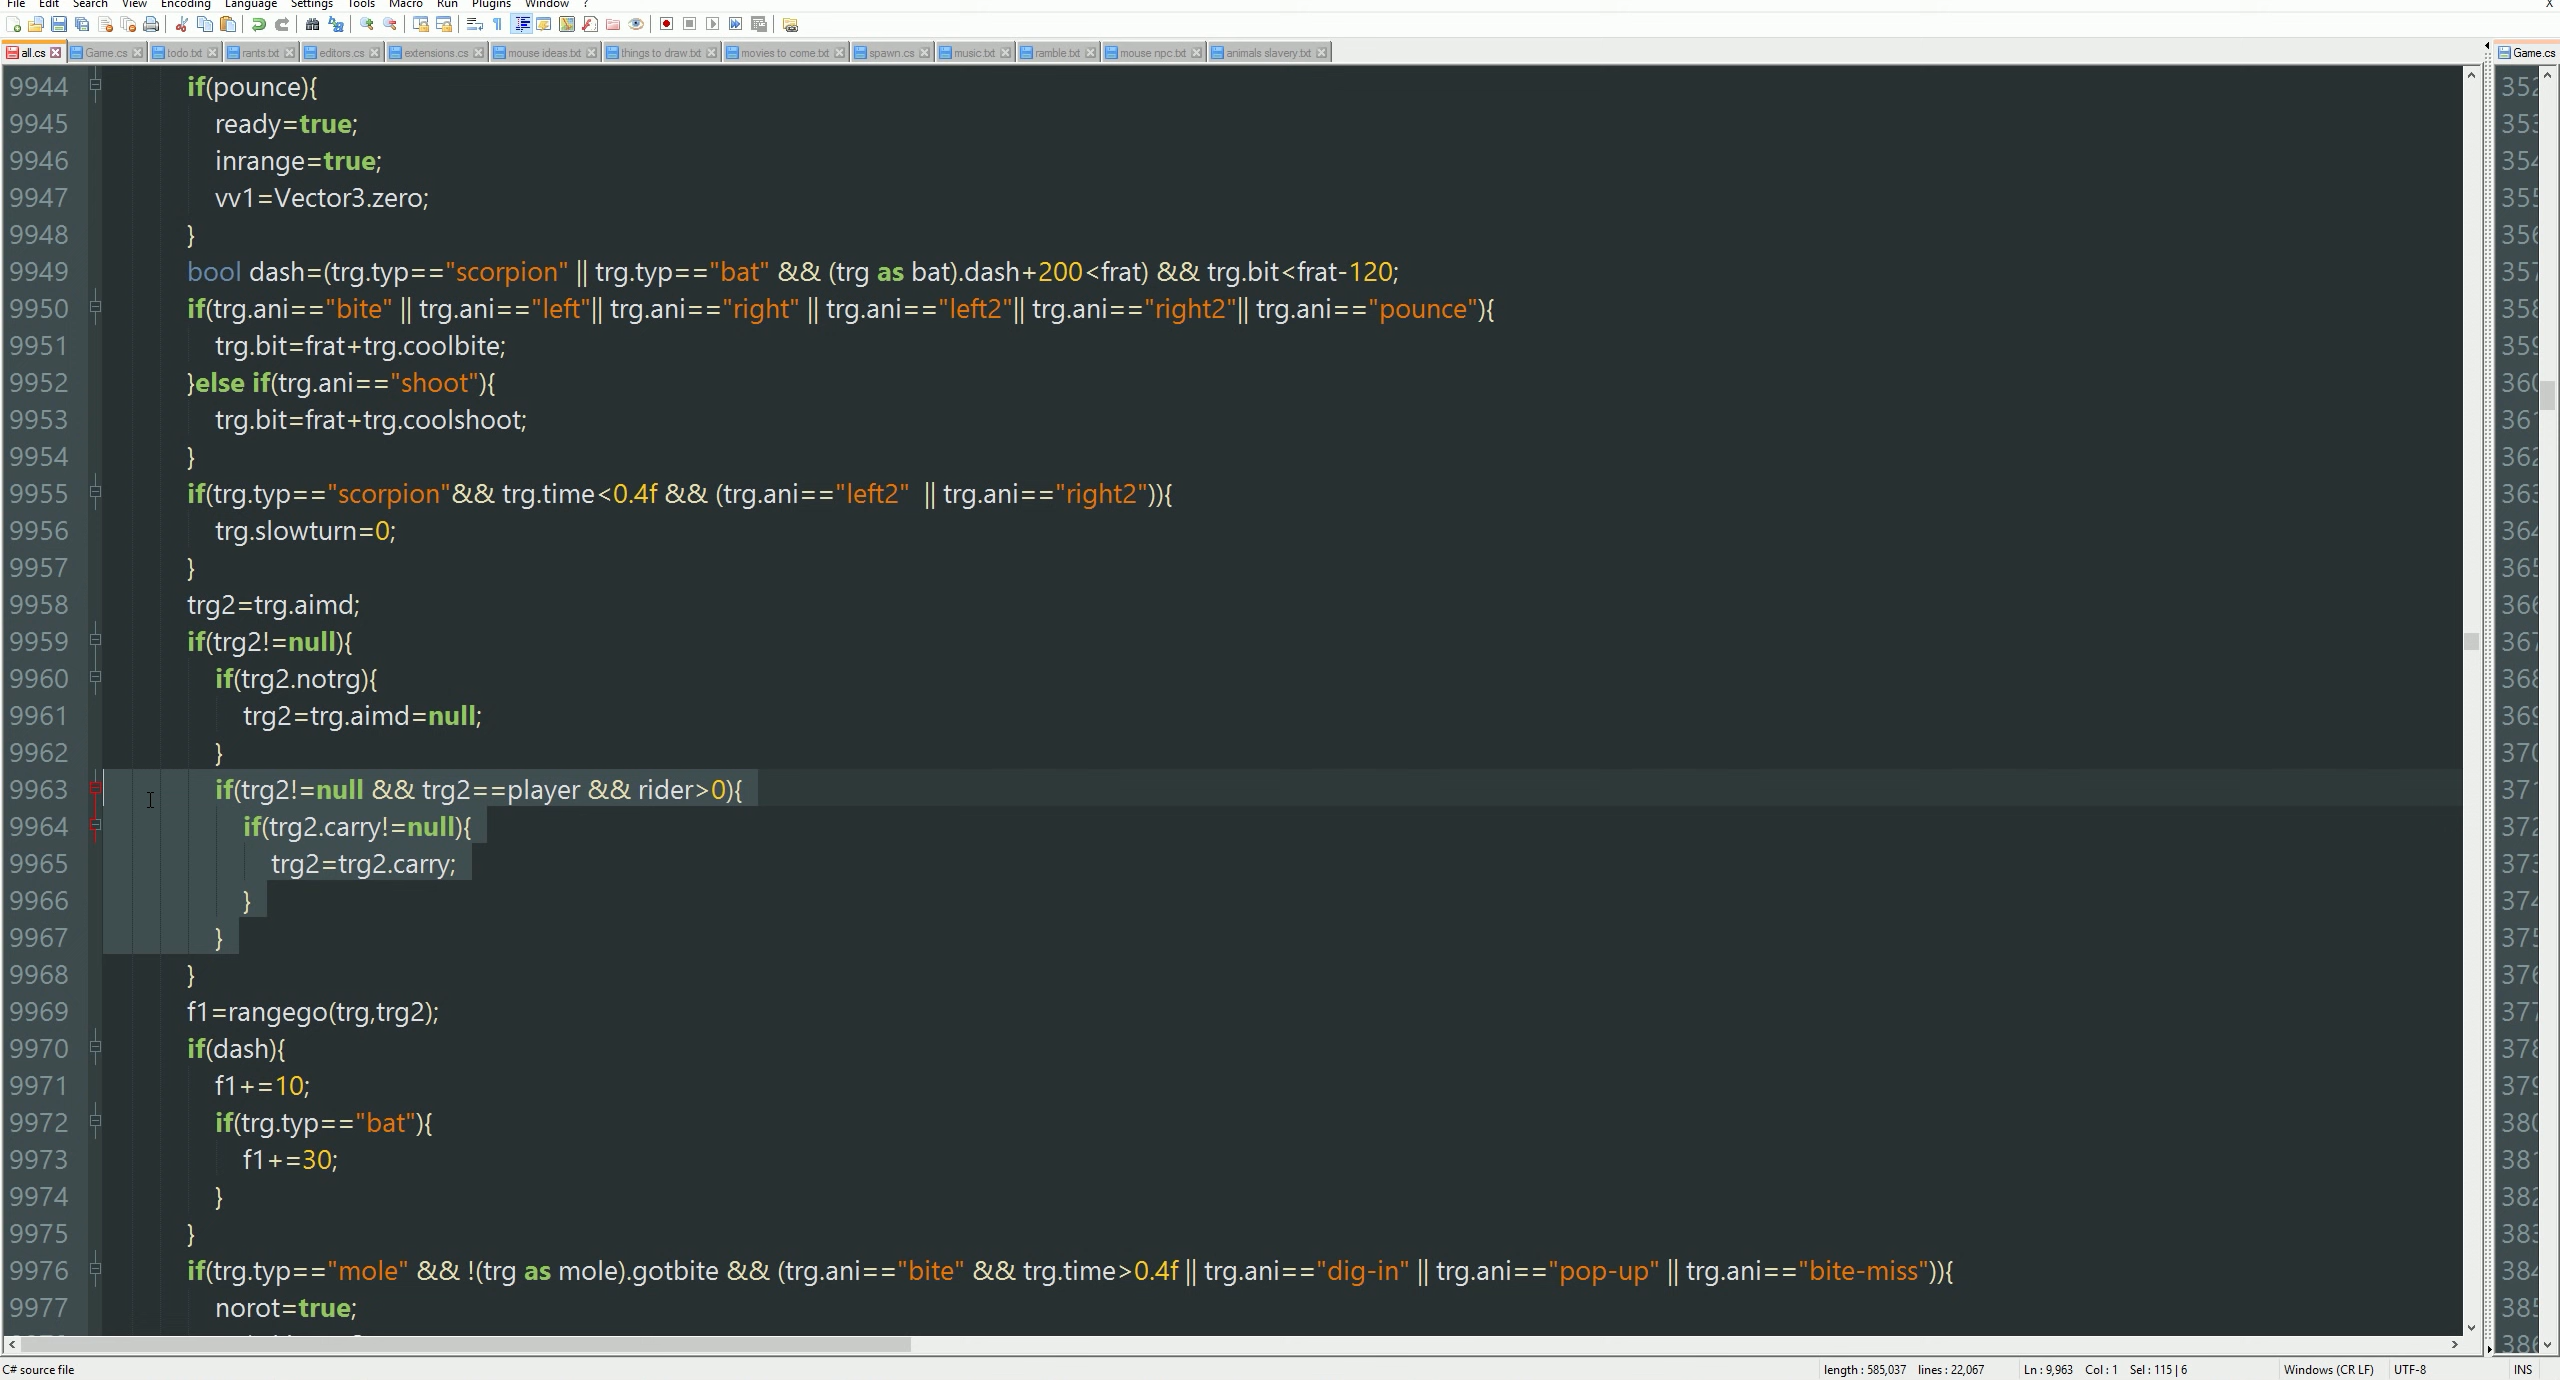 File Edit Search View Encoding Language Settings Tools Macro Run Plugins Window ? X
all.cs Game.cs todo.txt rants.txt editors.cs extensions.cs mouse ideas.txt things to draw.txt movies to come.txt spawn.cs music.txt ramble.txt mouse npc.txt animals slavery.txt Game.cs
9944 if(pounce){
9945 ready=true;
9946 inrange=true;
9947 vv1=Vector3.zero;
9948 }
9949 bool dash=(trg.typ=="scorpion" || trg.typ=="bat" && (trg as bat).dash+200<frat) && trg.bit<frat-120;
9950 if(trg.ani=="bite" || trg.ani=="left"|| trg.ani=="right" || trg.ani=="left2"|| trg.ani=="right2"|| trg.ani=="pounce"){
9951 trg.bit=frat+trg.coolbite;
9952 }else if(trg.ani=="shoot"){
9953 trg.bit=frat+trg.coolshoot;
9954 }
9955 if(trg.typ=="scorpion"&& trg.time<0.4f && (trg.ani=="left2" || trg.ani=="right2")){
9956 trg.slowturn=0;
9957 }
9958 trg2=trg.aimd;
9959 if(trg2!=null){
9960 if(trg2.notrg){
9961 trg2=trg.aimd=null;
9962 }
9963 if(trg2!=null && trg2==player && rider>0){
9964 if(trg2.carry!=null){
9965 trg2=trg2.carry;
9966 }
9967 }
9968 }
9969 f1=rangego(trg,trg2);
9970 if(dash){
9971 f1+=10;
9972 if(trg.typ=="bat"){
9973 f1+=30;
9974 }
9975 }
9976 if(trg.typ=="mole" && !(trg as mole).gotbite && (trg.ani=="bite" && trg.time>0.4f || trg.ani=="dig-in" || trg.ani=="pop-up" || trg.ani=="bite-miss")){
9977 norot=true;
C# source file length : 585,037 lines : 22,067 Ln : 9,963 Col : 1 Sel : 115 | 6 Windows (CR LF) UTF-8 INS